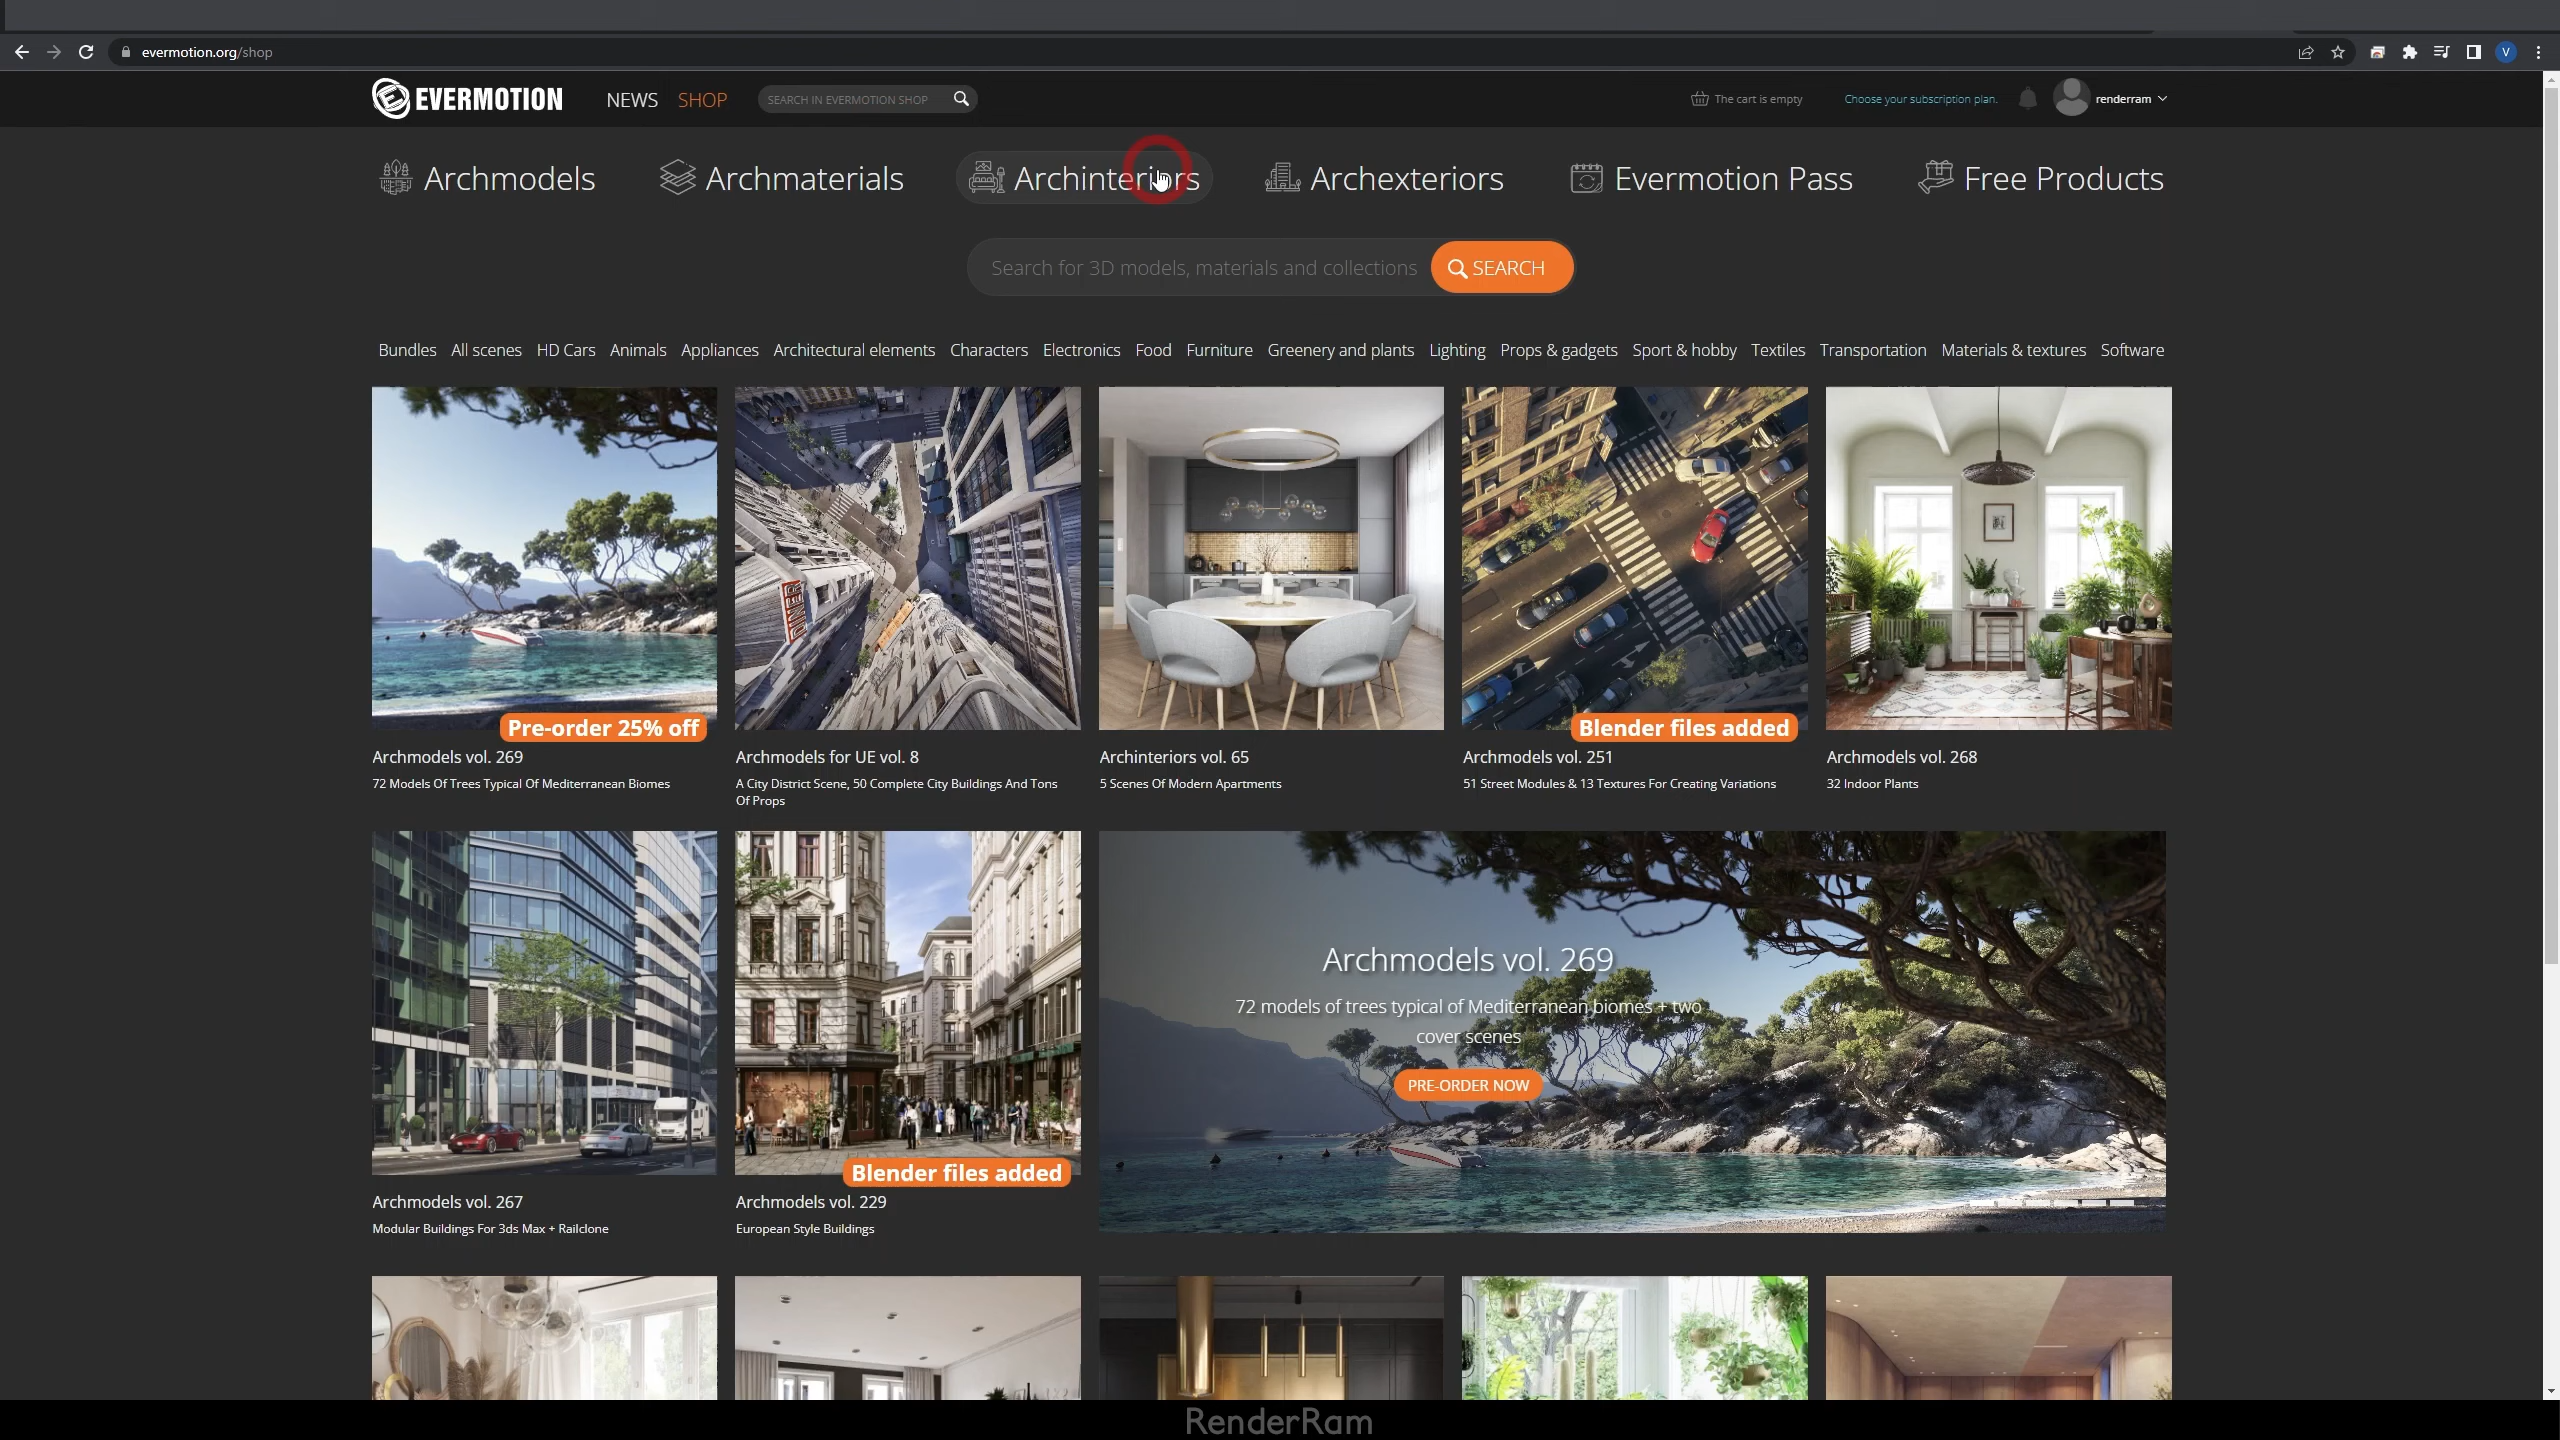 evermotion.org/shop
V
EVERMOTION
NEWS
SHOP
SEARCH IN EVERMOTION SHOP
The cart is empty
Choose your subscription plan.
renderram
Archmodels
Archmaterials
Archinteriors
Archexteriors
Evermotion Pass
Free Products
Search for 3D models, materials and collections
SEARCH
Bundles All scenes HD Cars Animals Appliances Architectural elements Characters Electronics Food Furniture Greenery and plants Lighting Props & gadgets Sport & hobby Textiles Transportation Materials & textures Software
Pre-order 25% off
Archmodels vol. 269
72 Models Of Trees Typical Of Mediterranean Biomes
Archmodels for UE vol. 8
A City District Scene, 50 Complete City Buildings And Tons
Of Props
Archinteriors vol. 65
5 Scenes Of Modern Apartments
Blender files added
Archmodels vol. 251
51 Street Modules & 13 Textures For Creating Variations
Archmodels vol. 268
32 Indoor Plants
Archmodels vol. 267
Modular Buildings For 3ds Max + Railclone
Blender files added
Archmodels vol. 229
European Style Buildings
Archmodels vol. 269
72 models of trees typical of Mediterranean biomes + two
cover scenes
PRE-ORDER NOW
RenderRam